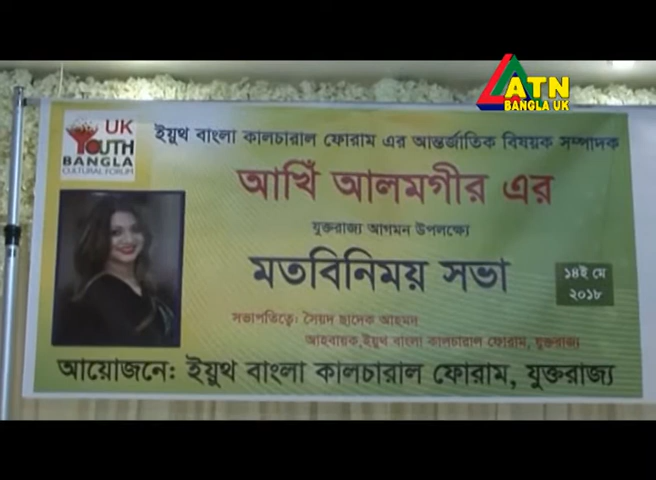 ATN
BANGLA UK
UK
YOUTH
BANGLA
CULTURAL FORUM
ইয়ুথ বাংলা কালচারাল ফোরাম এর আন্তর্জাতিক বিষয়ক সম্পাদক
আখিঁ আলমগীর এর
যুক্তরাজ্য আগমন উপলক্ষ্যে
মতবিনিময় সভা
১৪ই মে
২০১৮
সভাপতিত্বে: সৈয়দ ছাদেক আহমদ
আহবায়ক,ইয়ুথ বাংলা কালচারাল ফোরাম, যুক্তরাজ্য
আয়োজনে: ইয়ুথ বাংলা কালচারাল ফোরাম, যুক্তরাজ্য